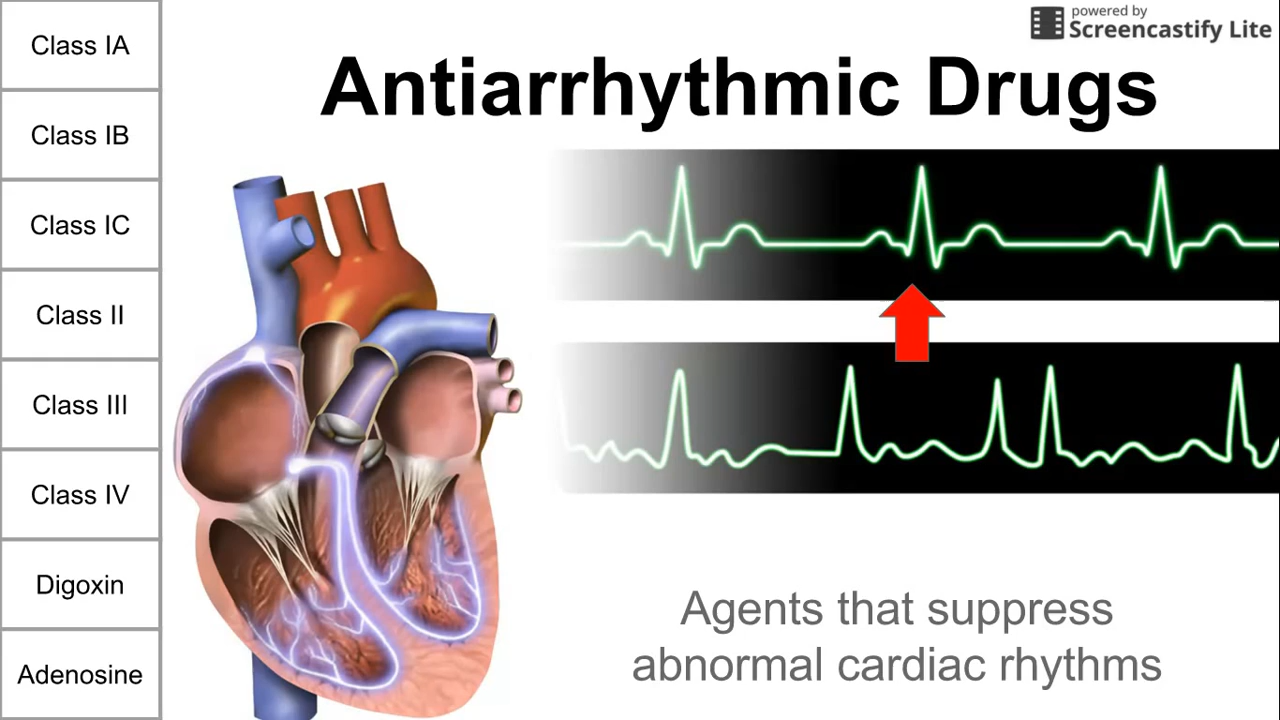 Class IA
Class IB
Class IC
Class II
Class III
Class IV
Digoxin
Adenosine
powered by
Screencastify Lite
Antiarrhythmic Drugs
Agents that suppress
abnormal cardiac rhythms